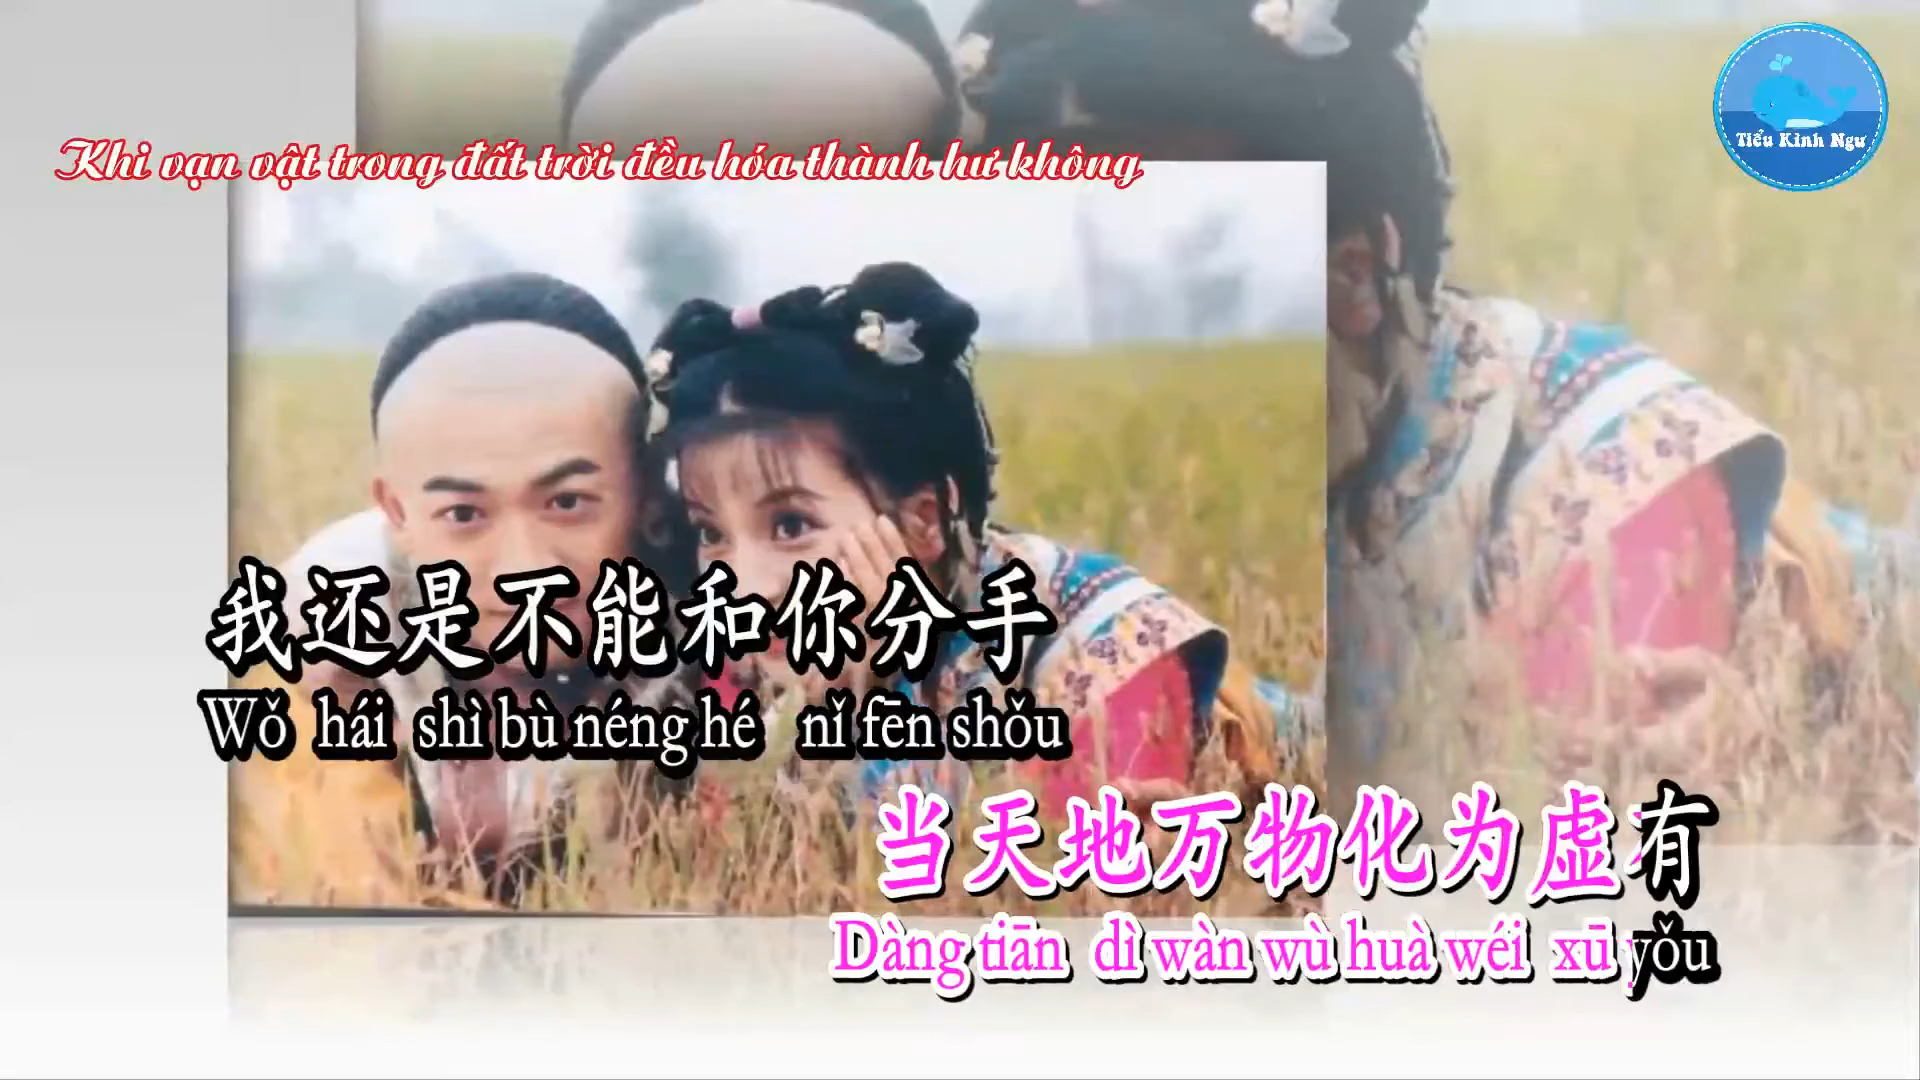 Khi vạn vật trong đất trời đều hóa thành hư không
Tiểu Kình Ngư
我还是不能和你分手
Wǒ hái shì bù néng hé nǐ fēn shǒu
当天地万物化为虚有
Dàng tiān dì wàn wù huà wéi xū yǒu